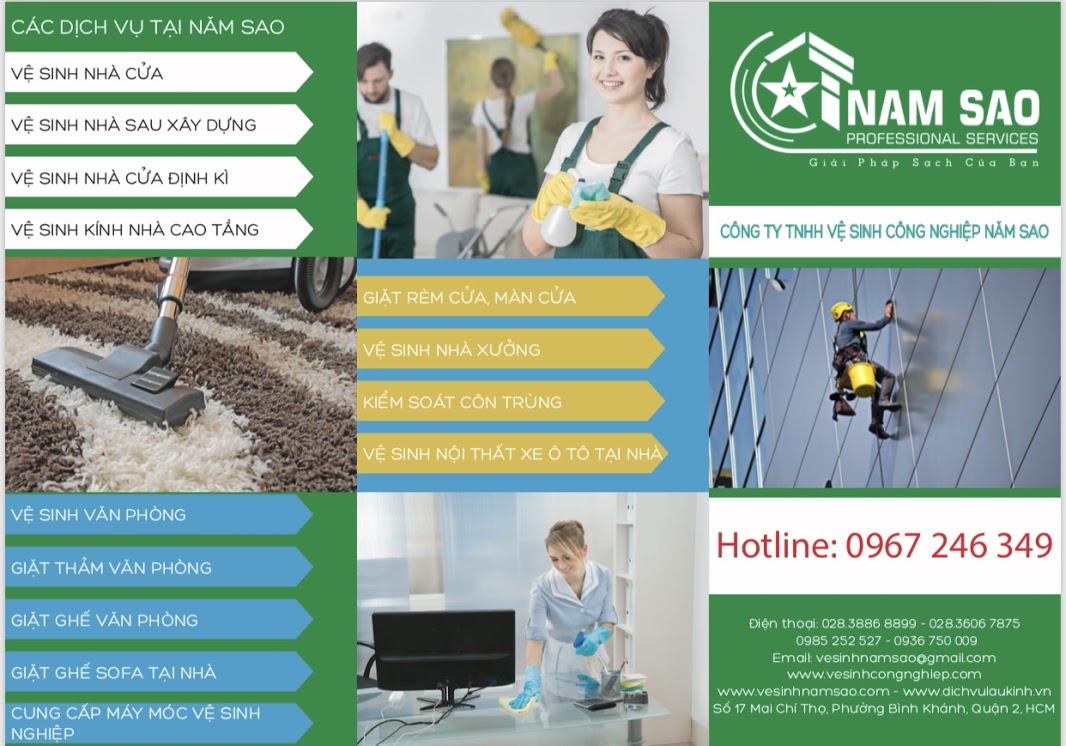 CÁC DỊCH VỤ TẠI NĂM SAO
VỆ SINH NHÀ CỬA
VỆ SINH NHÀ SAU XÂY DỰNG
VỆ SINH NHÀ CỬA ĐỊNH KÌ
VỆ SINH KÍNH NHÀ CAO TẦNG
VỆ SINH VĂN PHÒNG
GIẶT THẢM VĂN PHÒNG
GIẶT GHẾ VĂN PHÒNG
GIẶT GHẾ SOFA TẠI NHÀ
CUNG CẤP MÁY MÓC VỆ SINH
NGHIỆP
GIẶT RÈM CỬA, MÀN CỬA
VỆ SINH NHÀ XƯỞNG
KIỂM SOÁT CÔN TRÙNG
VỆ SINH NỘI THẤT XE Ô TÔ TẠI NHÀ
NAM SAO
PROFESSIONAL SERVICES
Giải Pháp Sạch Của Bạn
CÔNG TY TNHH VỆ SINH CÔNG NGHIỆP NĂM SAO
Hotline: 0967 246 349
Điện thoại: 028.3886 8899 - 028.3606 7875
0985 252 527 - 0936 750 009
Email: vesinhnamsao@gmail.com
www.vesinhcongnghiep.com
www.vesinhnamsao.com - www.dichvulaukinh.vn
Số 17 Mai Chí Thọ, Phường Bình Khánh, Quận 2, HCM